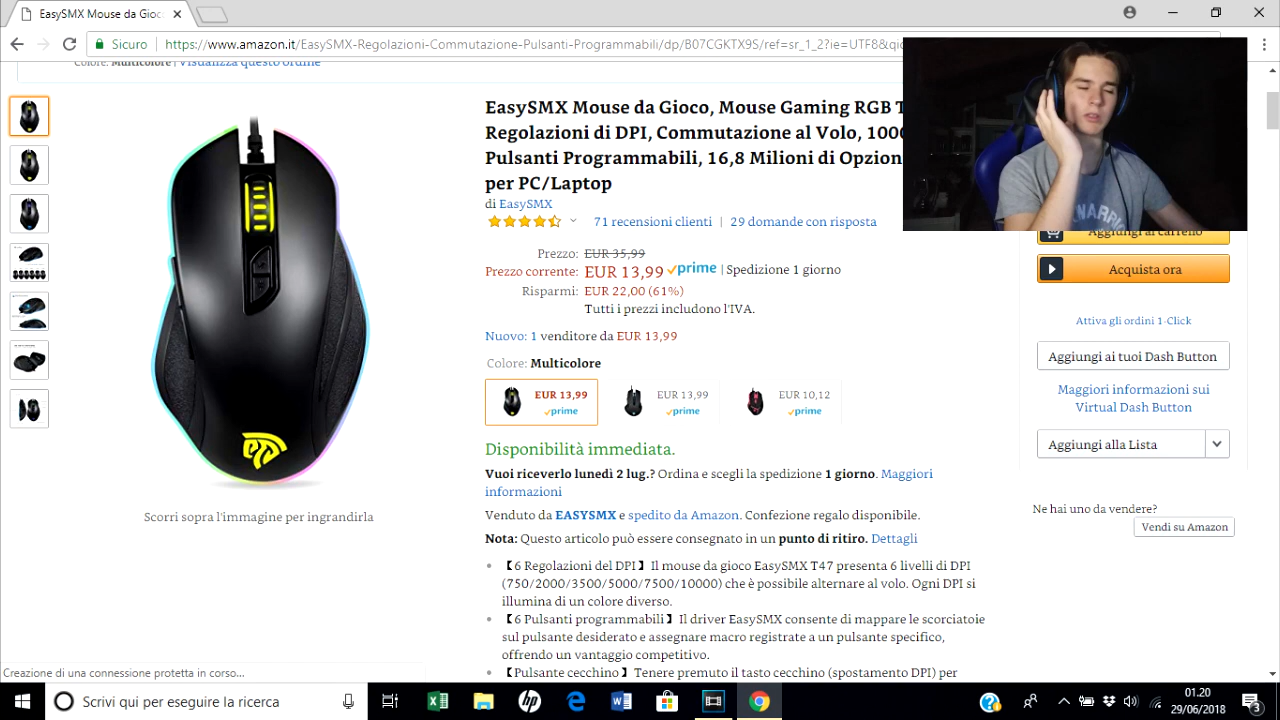 EasySMX Mouse da Gioc
Sicuro
https://www.amazon.it/EasySMX-Regolazioni-Commutazione-Pulsanti-Programmabili/dp/B07CGKTX9S/ref=sr_1_2?ie=UTF8&qi
Colore: Multicolore | Visualizza questo ordine
EasySMX Mouse da Gioco, Mouse Gaming RGB
Regolazioni di DPI, Commutazione al Volo, 1000
Pulsanti Programmabili, 16,8 Milioni di Opzion
per PC/Laptop
di EasySMX
71 recensioni clienti | 29 domande con risposta
Prezzo: EUR 35,99
Prezzo corrente: EUR 13,99 prime | Spedizione 1 giorno
Risparmi: EUR 22,00 (61%)
Tutti i prezzi includono l'IVA.
Nuovo: 1 venditore da EUR 13,99
Colore: Multicolore
EUR 13,99 prime
EUR 13,99 prime
EUR 10,12 prime
Disponibilità immediata.
Vuoi riceverlo lunedì 2 lug.? Ordina e scegli la spedizione 1 giorno. Maggiori
informazioni
Venduto da EASYSMX e spedito da Amazon. Confezione regalo disponibile.
Nota: Questo articolo può essere consegnato in un punto di ritiro. Dettagli
【6 Regolazioni del DPI】 Il mouse da gioco EasySMX T47 presenta 6 livelli di DPI
(750/2000/3500/5000/7500/10000) che è possibile alternare al volo. Ogni DPI si
illumina di un colore diverso.
【6 Pulsanti programmabili】 Il driver EasySMX consente di mappare le scorciatoie
sul pulsante desiderato e assegnare macro registrate a un pulsante specifico,
offrendo un vantaggio competitivo.
【Pulsante cecchino】 Tenere premuto il tasto cecchino (spostamento DPI) per
Scorri sopra l'immagine per ingrandirla
Aggiungi al carrello
Acquista ora
Attiva gli ordini 1-Click
Aggiungi ai tuoi Dash Button
Maggiori informazioni sui
Virtual Dash Button
Aggiungi alla Lista
Ne hai uno da vendere?
Vendi su Amazon
Creazione di una connessione protetta in corso...
Scrivi qui per eseguire la ricerca
01.20
29/06/2018
3